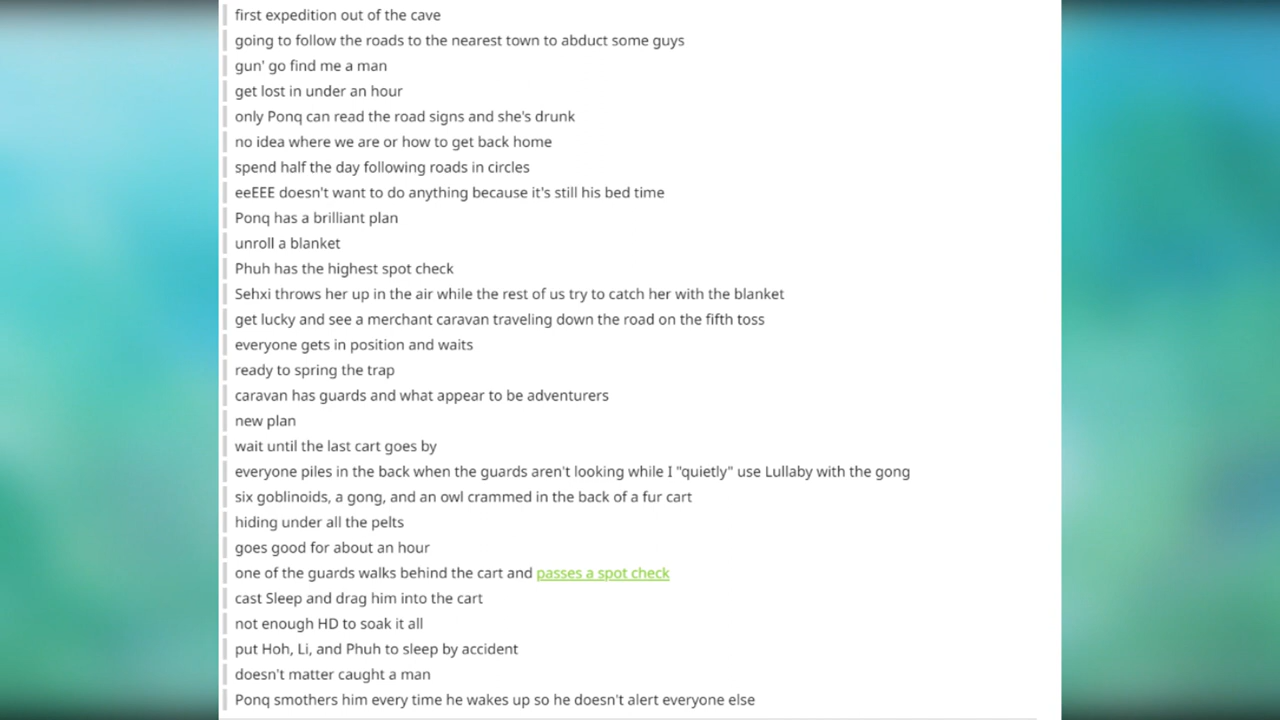 first expedition out of the cave
going to follow the roads to the nearest town to abduct some guys
gun' go find me a man
get lost in under an hour
only Ponq can read the road signs and she's drunk
no idea where we are or how to get back home
spend half the day following roads in circles
eeEEE doesn't want to do anything because it's still his bed time
Ponq has a brilliant plan
unroll a blanket
Phuh has the highest spot check
Sehxi throws her up in the air while the rest of us try to catch her with the blanket
get lucky and see a merchant caravan traveling down the road on the fifth toss
everyone gets in position and waits
ready to spring the trap
caravan has guards and what appear to be adventurers
new plan
wait until the last cart goes by
everyone piles in the back when the guards aren't looking while I "quietly" use Lullaby with the gong
six goblinoids, a gong, and an owl crammed in the back of a fur cart
hiding under all the pelts
goes good for about an hour
one of the guards walks behind the cart and passes a spot check
cast Sleep and drag him into the cart
not enough HD to soak it all
put Hoh, Li, and Phuh to sleep by accident
doesn't matter caught a man
Ponq smothers him every time he wakes up so he doesn't alert everyone else